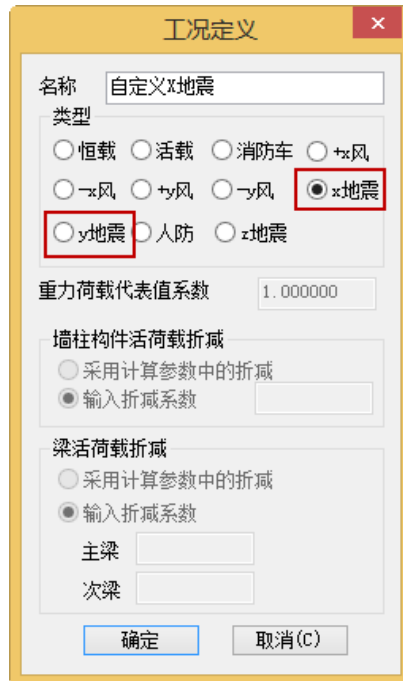 工况定义
名称 自定义X地震
类型
恒载 活载 消防车 +x风
-x风 +y风 -y风 x地震
y地震 人防 z地震
重力荷载代表值系数 1.000000
墙柱构件活荷载折减
采用计算参数中的折减
输入折减系数
梁活荷载折减
采用计算参数中的折减
输入折减系数
主梁
次梁
确定 取消(C)